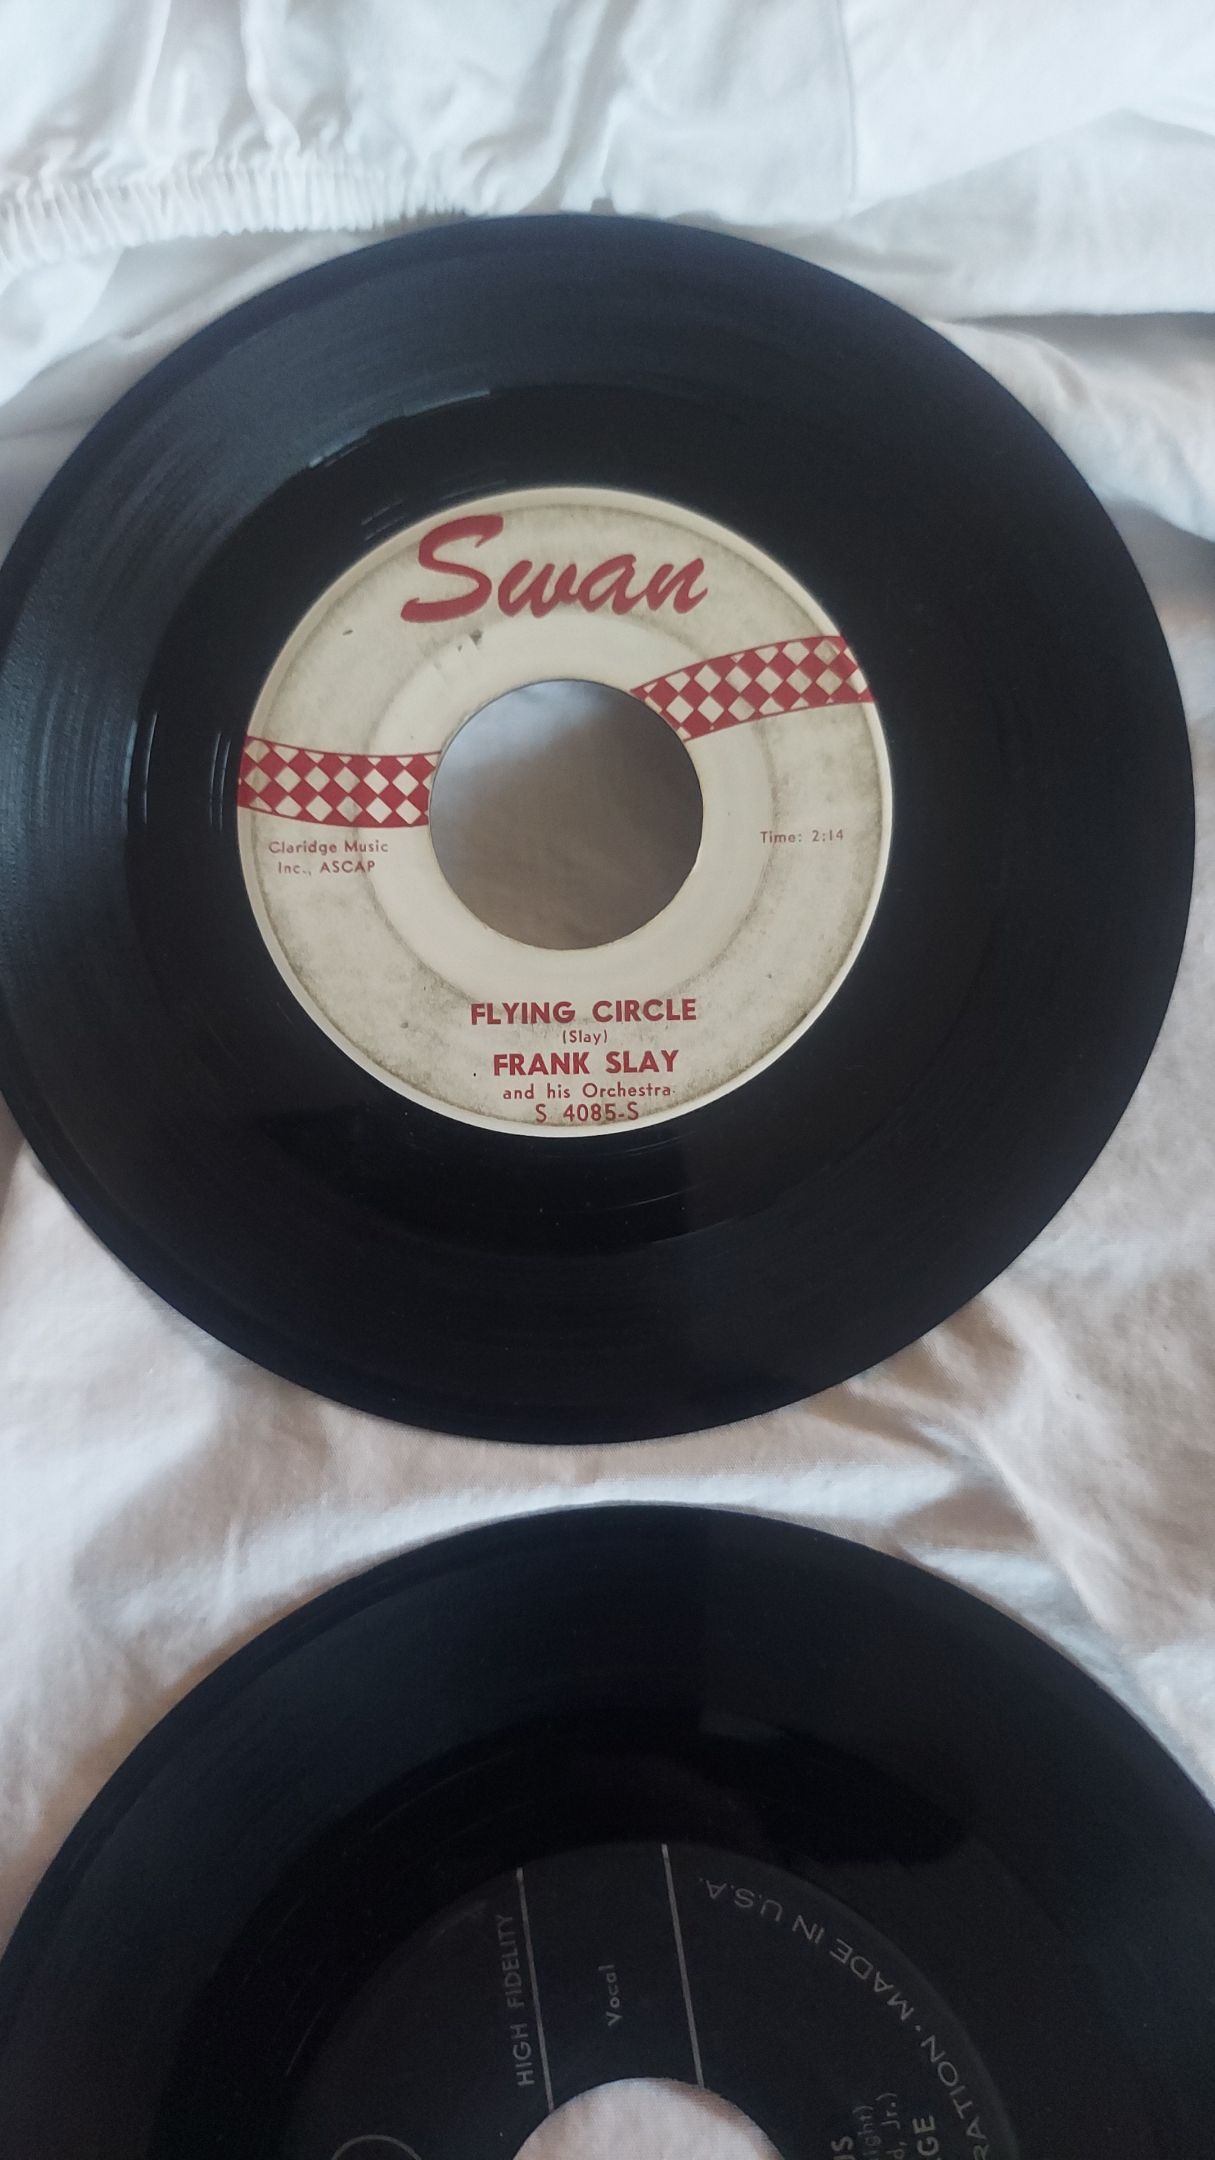 Swan
Claridge Music
Inc., ASCAP
Time: 2:14
FLYING CIRCLE
(Slay)
FRANK SLAY
and his Orchestra
S 4085-S
HIGH FIDELITY
Vocal
MADE IN U.S.A.